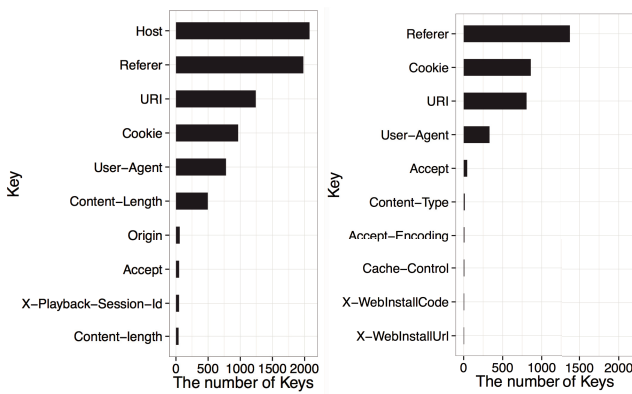 Key
Host
Referer
URI
Cookie
User−Agent
Content−Length
Origin
Accept
X−Playback−Session−Id
Content−length
0 500 1000 1500 2000
The number of Keys
Key
Referer
Cookie
URI
User−Agent
Accept
Content−Type
Accept−Encoding
Cache−Control
X−WebInstallCode
X−WebInstallUrl
0 500 1000 1500 2000
The number of Keys